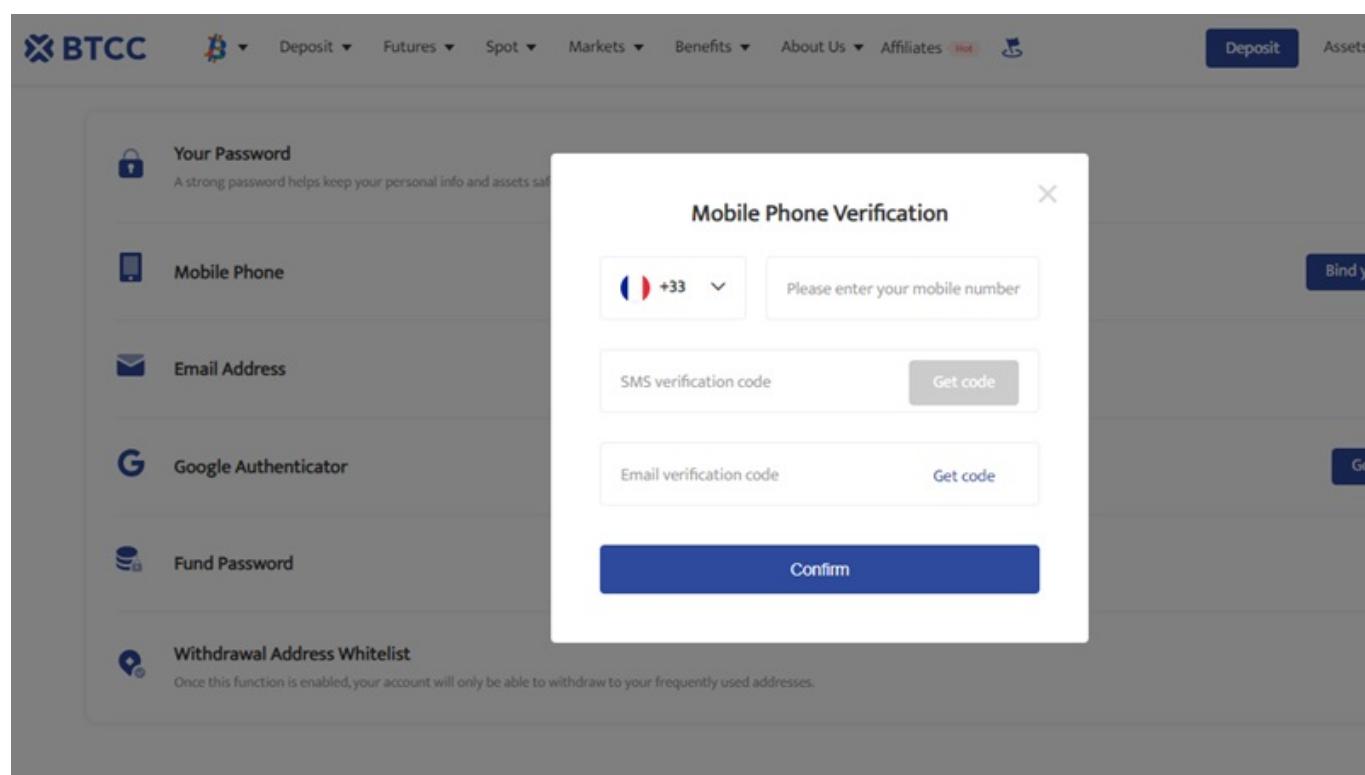 BTCC
Deposit Futures Spot Markets Benefits About Us Affiliates Hot Deposit Assets
Your Password
A strong password helps keep your personal info and assets saf
Mobile Phone Bind y
Email Address
Google Authenticator G
Fund Password
Withdrawal Address Whitelist
Once this function is enabled, your account will only be able to withdraw to your frequently used addresses.
Mobile Phone Verification
+33 Please enter your mobile number
SMS verification code Get code
Email verification code Get code
Confirm